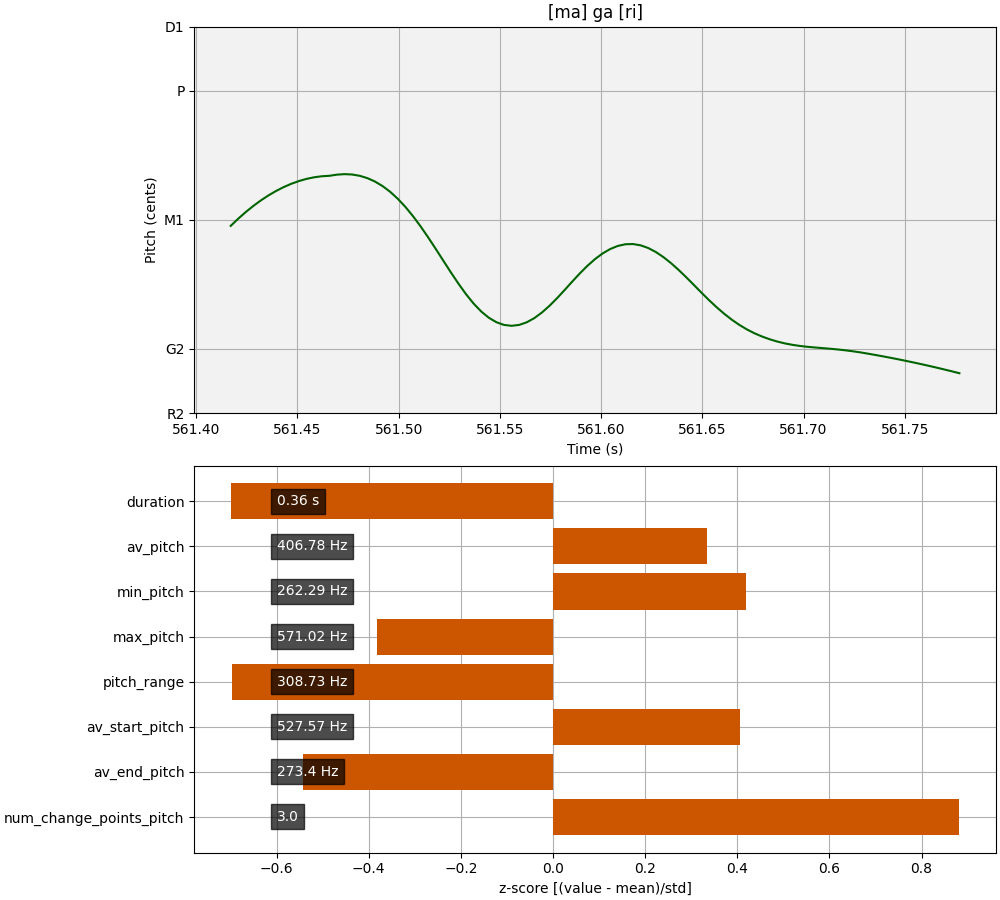 [ma] ga [ri]
D1
P
M1
G2
R2
Pitch (cents)
561.40 561.45 561.50 561.55 561.60 561.65 561.70 561.75
Time (s)
duration 0.36 s
av_pitch 406.78 Hz
min_pitch 262.29 Hz
max_pitch 571.02 Hz
pitch_range 308.73 Hz
av_start_pitch 527.57 Hz
av_end_pitch 273.4 Hz
num_change_points_pitch 3.0
−0.6 −0.4 −0.2 0.0 0.2 0.4 0.6 0.8
z-score [(value - mean)/std]